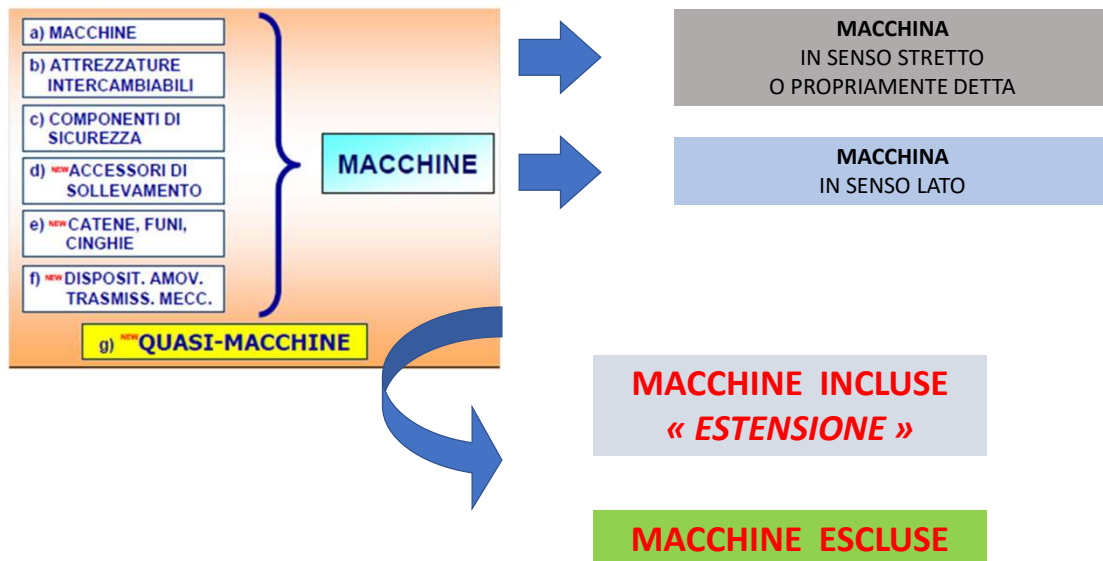 a) MACCHINE
b) ATTREZZATURE
INTERCAMBIABILI
c) COMPONENTI DI
SICUREZZA
d) NEW ACCESSORI DI
SOLLEVAMENTO
e) NEW CATENE, FUNI,
CINGHIE
f) NEW DISPOSIT. AMOV.
TRASMISS. MECC.
g) NEW QUASI-MACCHINE
MACCHINE
MACCHINA
IN SENSO STRETTO
O PROPRIAMENTE DETTA
MACCHINA
IN SENSO LATO
MACCHINE INCLUSE
« ESTENSIONE »
MACCHINE ESCLUSE